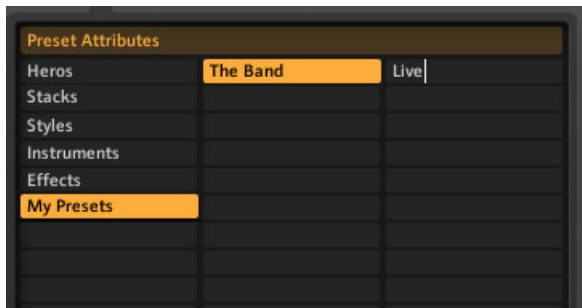 Preset Attributes
Heros The Band Live
Stacks
Styles
Instruments
Effects
My Presets